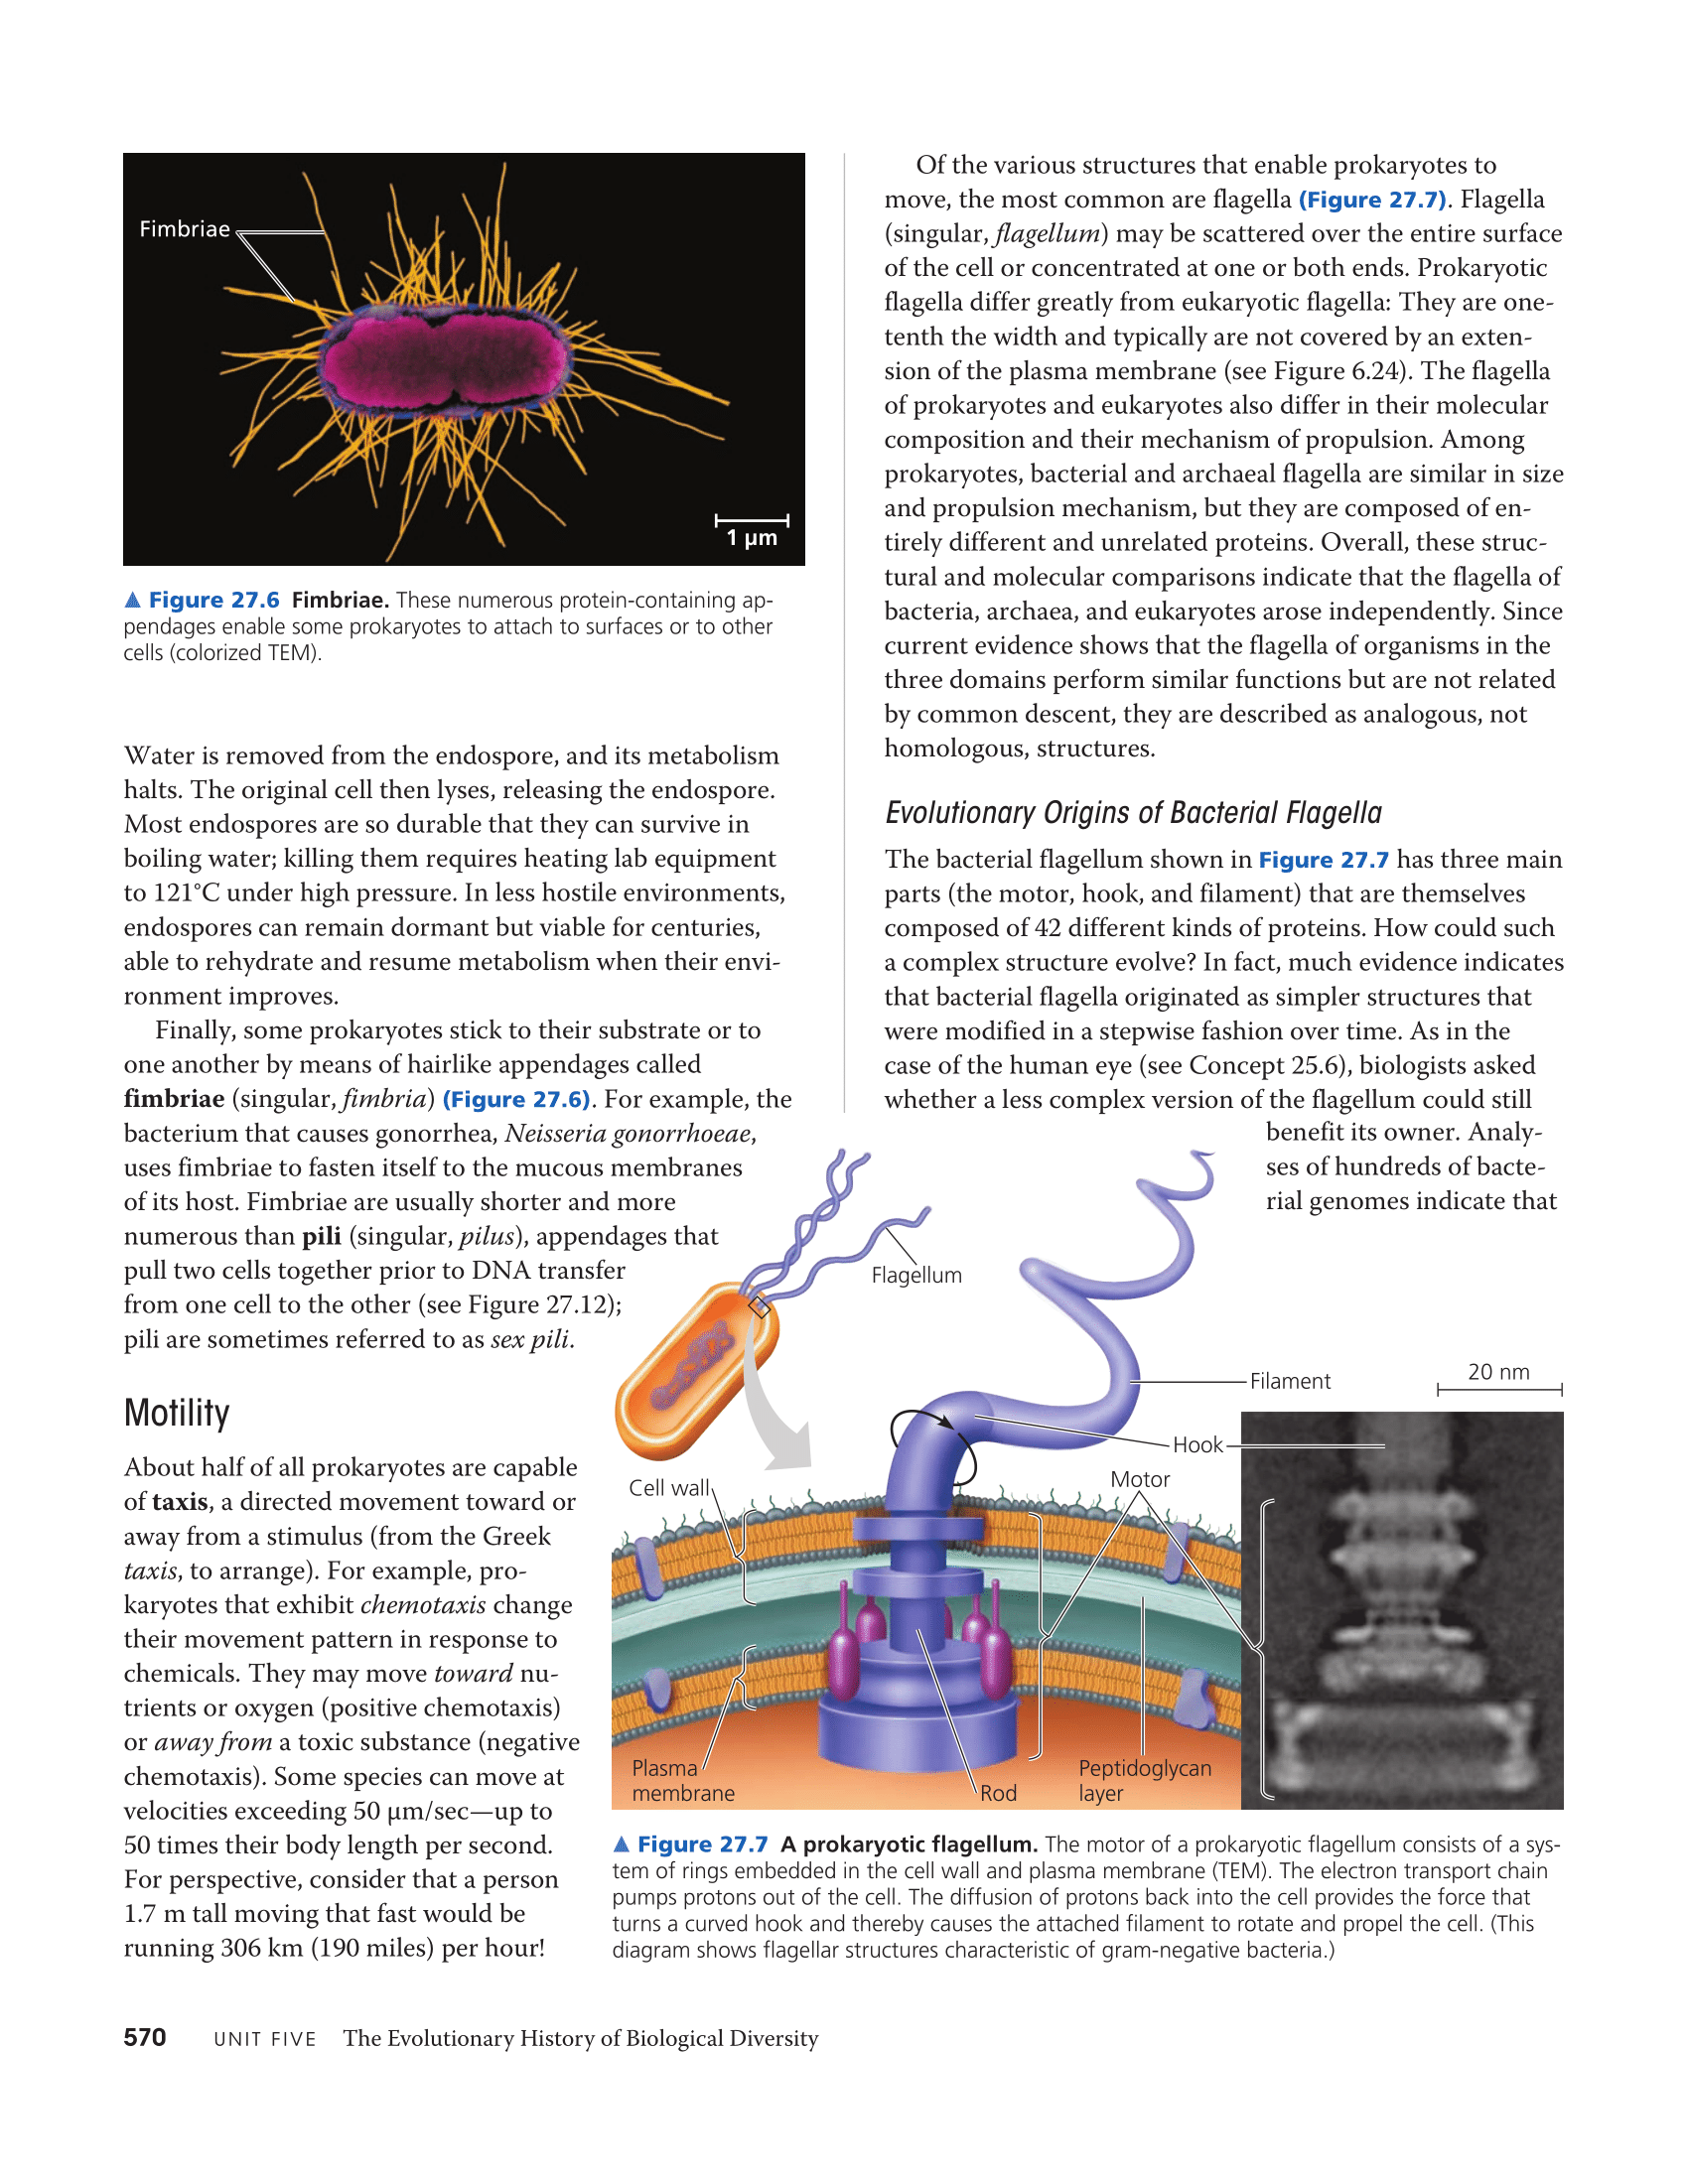 Fimbriae
1 µm
▲ Figure 27.6 Fimbriae. These numerous protein-containing ap-
pendages enable some prokaryotes to attach to surfaces or to other
cells (colorized TEM).
Water is removed from the endospore, and its metabolism
halts. The original cell then lyses, releasing the endospore.
Most endospores are so durable that they can survive in
boiling water; killing them requires heating lab equipment
to 121°C under high pressure. In less hostile environments,
endospores can remain dormant but viable for centuries,
able to rehydrate and resume metabolism when their envi-
ronment improves.
Finally, some prokaryotes stick to their substrate or to
one another by means of hairlike appendages called
fimbriae (singular, fimbria) (Figure 27.6). For example, the
bacterium that causes gonorrhea, Neisseria gonorrhoeae,
uses fimbriae to fasten itself to the mucous membranes
of its host. Fimbriae are usually shorter and more
numerous than pili (singular, pilus), appendages that
pull two cells together prior to DNA transfer
from one cell to the other (see Figure 27.12);
pili are sometimes referred to as sex pili.
Motility
About half of all prokaryotes are capable
of taxis, a directed movement toward or
away from a stimulus (from the Greek
taxis, to arrange). For example, pro-
karyotes that exhibit chemotaxis change
their movement pattern in response to
chemicals. They may move toward nu-
trients or oxygen (positive chemotaxis)
or away from a toxic substance (negative
chemotaxis). Some species can move at
velocities exceeding 50 µm/sec—up to
50 times their body length per second.
For perspective, consider that a person
1.7 m tall moving that fast would be
running 306 km (190 miles) per hour!
Of the various structures that enable prokaryotes to
move, the most common are flagella (Figure 27.7). Flagella
(singular, flagellum) may be scattered over the entire surface
of the cell or concentrated at one or both ends. Prokaryotic
flagella differ greatly from eukaryotic flagella: They are one-
tenth the width and typically are not covered by an exten-
sion of the plasma membrane (see Figure 6.24). The flagella
of prokaryotes and eukaryotes also differ in their molecular
composition and their mechanism of propulsion. Among
prokaryotes, bacterial and archaeal flagella are similar in size
and propulsion mechanism, but they are composed of en-
tirely different and unrelated proteins. Overall, these struc-
tural and molecular comparisons indicate that the flagella of
bacteria, archaea, and eukaryotes arose independently. Since
current evidence shows that the flagella of organisms in the
three domains perform similar functions but are not related
by common descent, they are described as analogous, not
homologous, structures.
Evolutionary Origins of Bacterial Flagella
The bacterial flagellum shown in Figure 27.7 has three main
parts (the motor, hook, and filament) that are themselves
composed of 42 different kinds of proteins. How could such
a complex structure evolve? In fact, much evidence indicates
that bacterial flagella originated as simpler structures that
were modified in a stepwise fashion over time. As in the
case of the human eye (see Concept 25.6), biologists asked
whether a less complex version of the flagellum could still
benefit its owner. Analy-
ses of hundreds of bacte-
rial genomes indicate that
Flagellum
Filament
20 nm
Hook
Motor
Cell wall
Plasma
membrane
Rod
Peptidoglycan
layer
▲ Figure 27.7 A prokaryotic flagellum. The motor of a prokaryotic flagellum consists of a sys-
tem of rings embedded in the cell wall and plasma membrane (TEM). The electron transport chain
pumps protons out of the cell. The diffusion of protons back into the cell provides the force that
turns a curved hook and thereby causes the attached filament to rotate and propel the cell. (This
diagram shows flagellar structures characteristic of gram-negative bacteria.)
570 UNIT FIVE The Evolutionary History of Biological Diversity